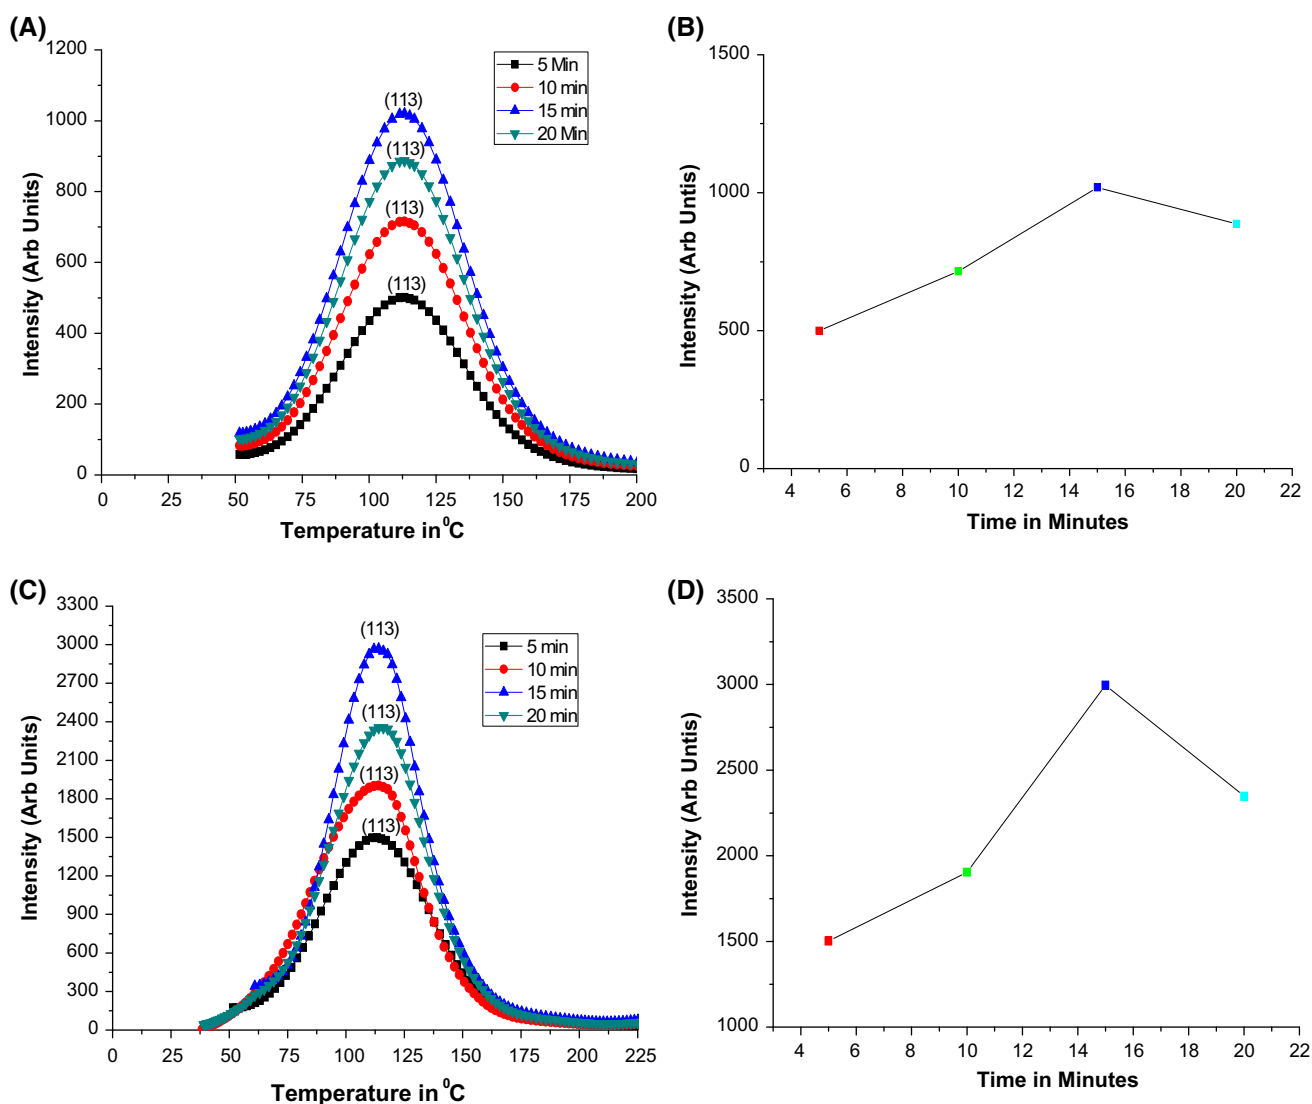 (A)
1200
1000
800
600
400
200
0
0 25 50 75 100 125 150 175 200
Intensity (Arb Units)
Temperature in⁰C
5 Min
10 min
15 min
20 Min
(113)
(113)
(113)
(113)
(B)
1500
1000
500
0
4 6 8 10 12 14 16 18 20 22
Intensity (Arb Untis)
Time in Minutes
(C)
3300
3000
2700
2400
2100
1800
1500
1200
900
600
300
0
0 25 50 75 100 125 150 175 200 225
Intensity (Arb Units)
Temperature in ⁰C
5 min
10 min
15 min
20 min
(113)
(113)
(113)
(113)
(D)
3500
3000
2500
2000
1500
1000
4 6 8 10 12 14 16 18 20 22
Intensity (Arb Untis)
Time in Minutes